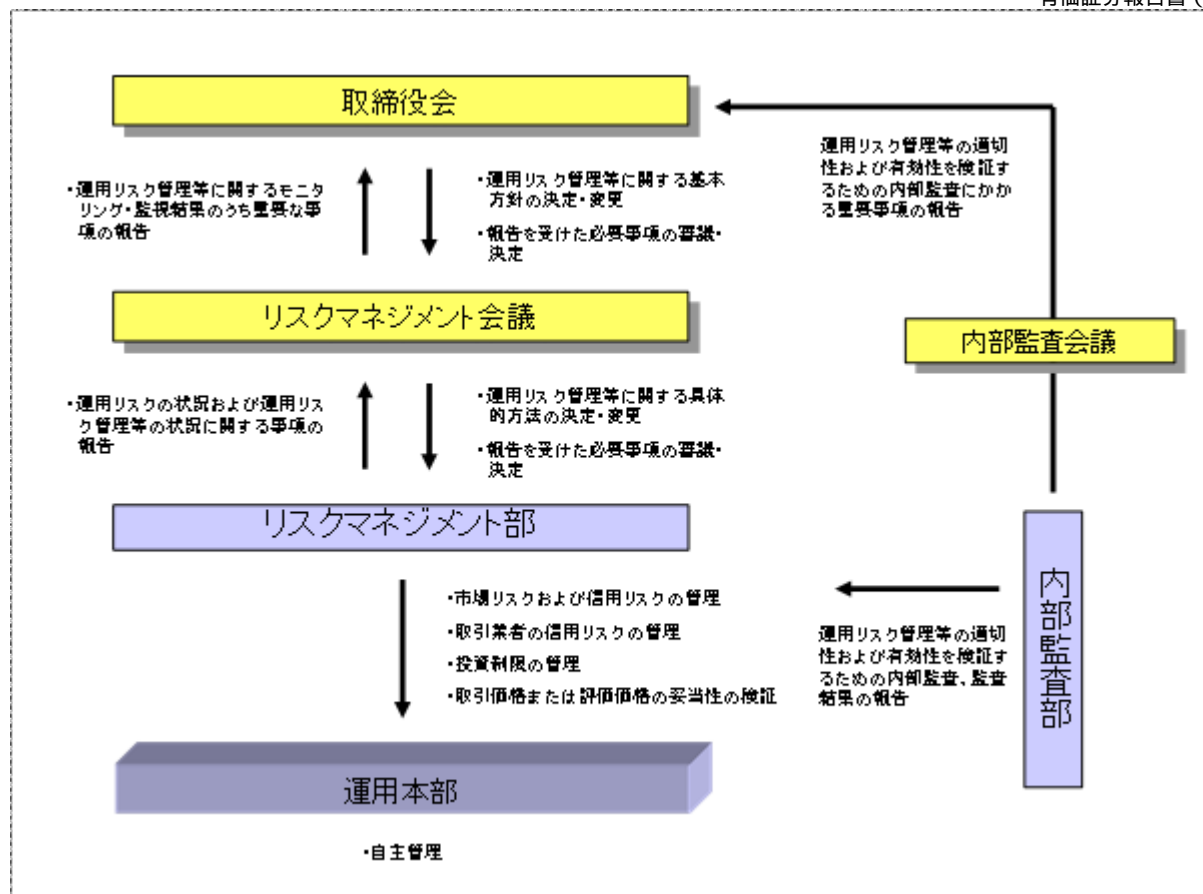 取締役会
・運用リスク管理等に関するモニタ
リング・監視結果のうち重要な事
項の報告
・運用リスク管理等に関する基本
方針の決定・変更
・報告を受けた必要事項の審議・
決定
運用リスク管理等の適切
性および有効性を検証す
るための内部監査にかか
る重要事項の報告
リスクマネジメント会議
内部監査会議
・運用リスクの状況および運用リス
ク管理等の状況に関する事項の
報告
・運用リスク管理等に関する具体
的方法の決定・変更
・報告を受けた必要事項の審議・
決定
リスクマネジメント部
内部監査部
・市場リスクおよび信用リスクの管理
・取引業者の信用リスクの管理
・投資制限の管理
・取引価格または評価価格の妥当性の検証
運用リスク管理等の適切
性および有効性を検証す
るための内部監査、監査
結果の報告
運用本部
・自主管理